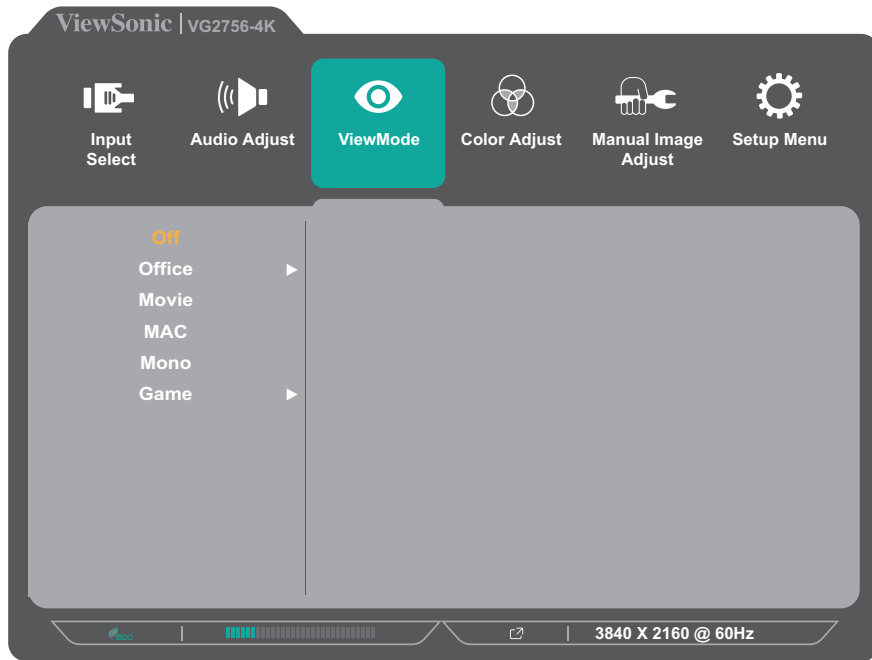 ViewSonic | VG2756-4K
Input Select
Audio Adjust
ViewMode
Color Adjust
Manual Image Adjust
Setup Menu
Off
Office
Movie
MAC
Mono
Game
eco
3840 X 2160 @ 60Hz